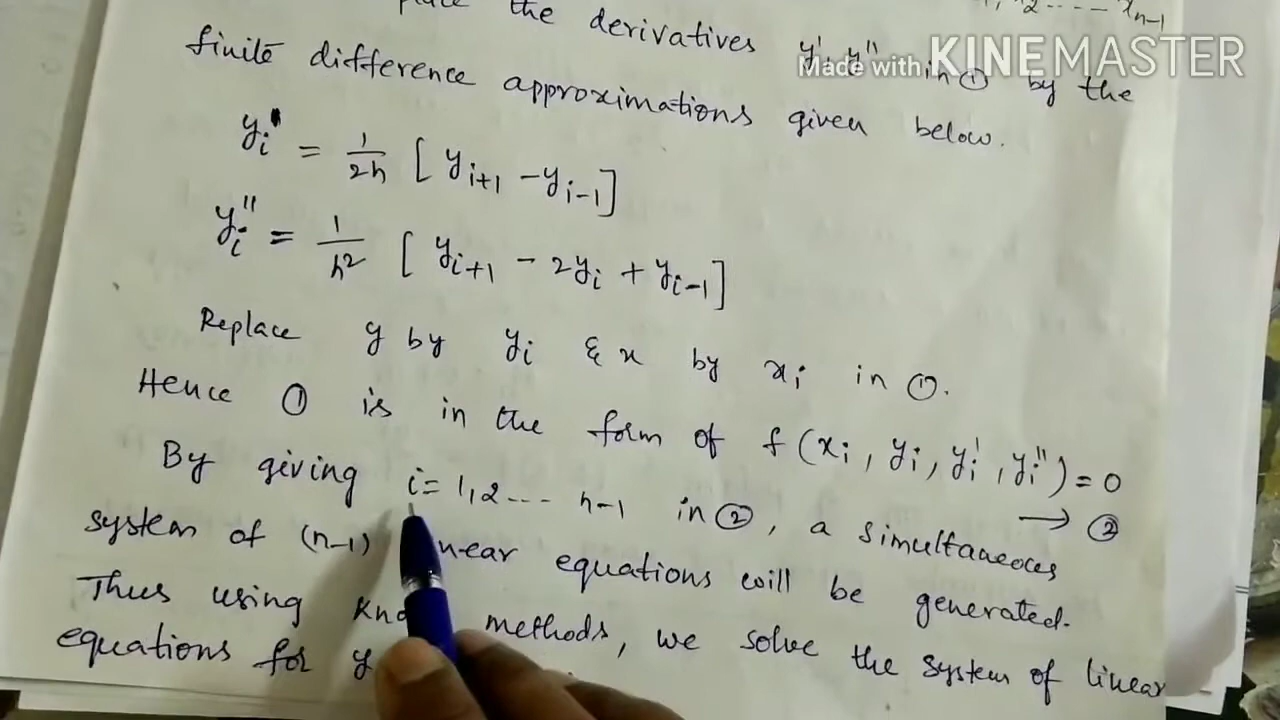 the derivatives y', y'' in ① by the
Made with KINEMASTER
finite difference approximations given below.
yi' = 1/2h [ yi+1 - yi-1]
yi'' = 1/h² [ yi+1 - 2yi + yi-1]
Replace y by yi & x by xi in ①.
Hence ① is in the form of f(xi, yi, yi', yi'') = 0
→ ②
By giving i = 1,2 --- n-1 in ②, a simultaneous
system of (n-1) equations will be generated.
Thus using methods, we solve the system of linear
equations for y